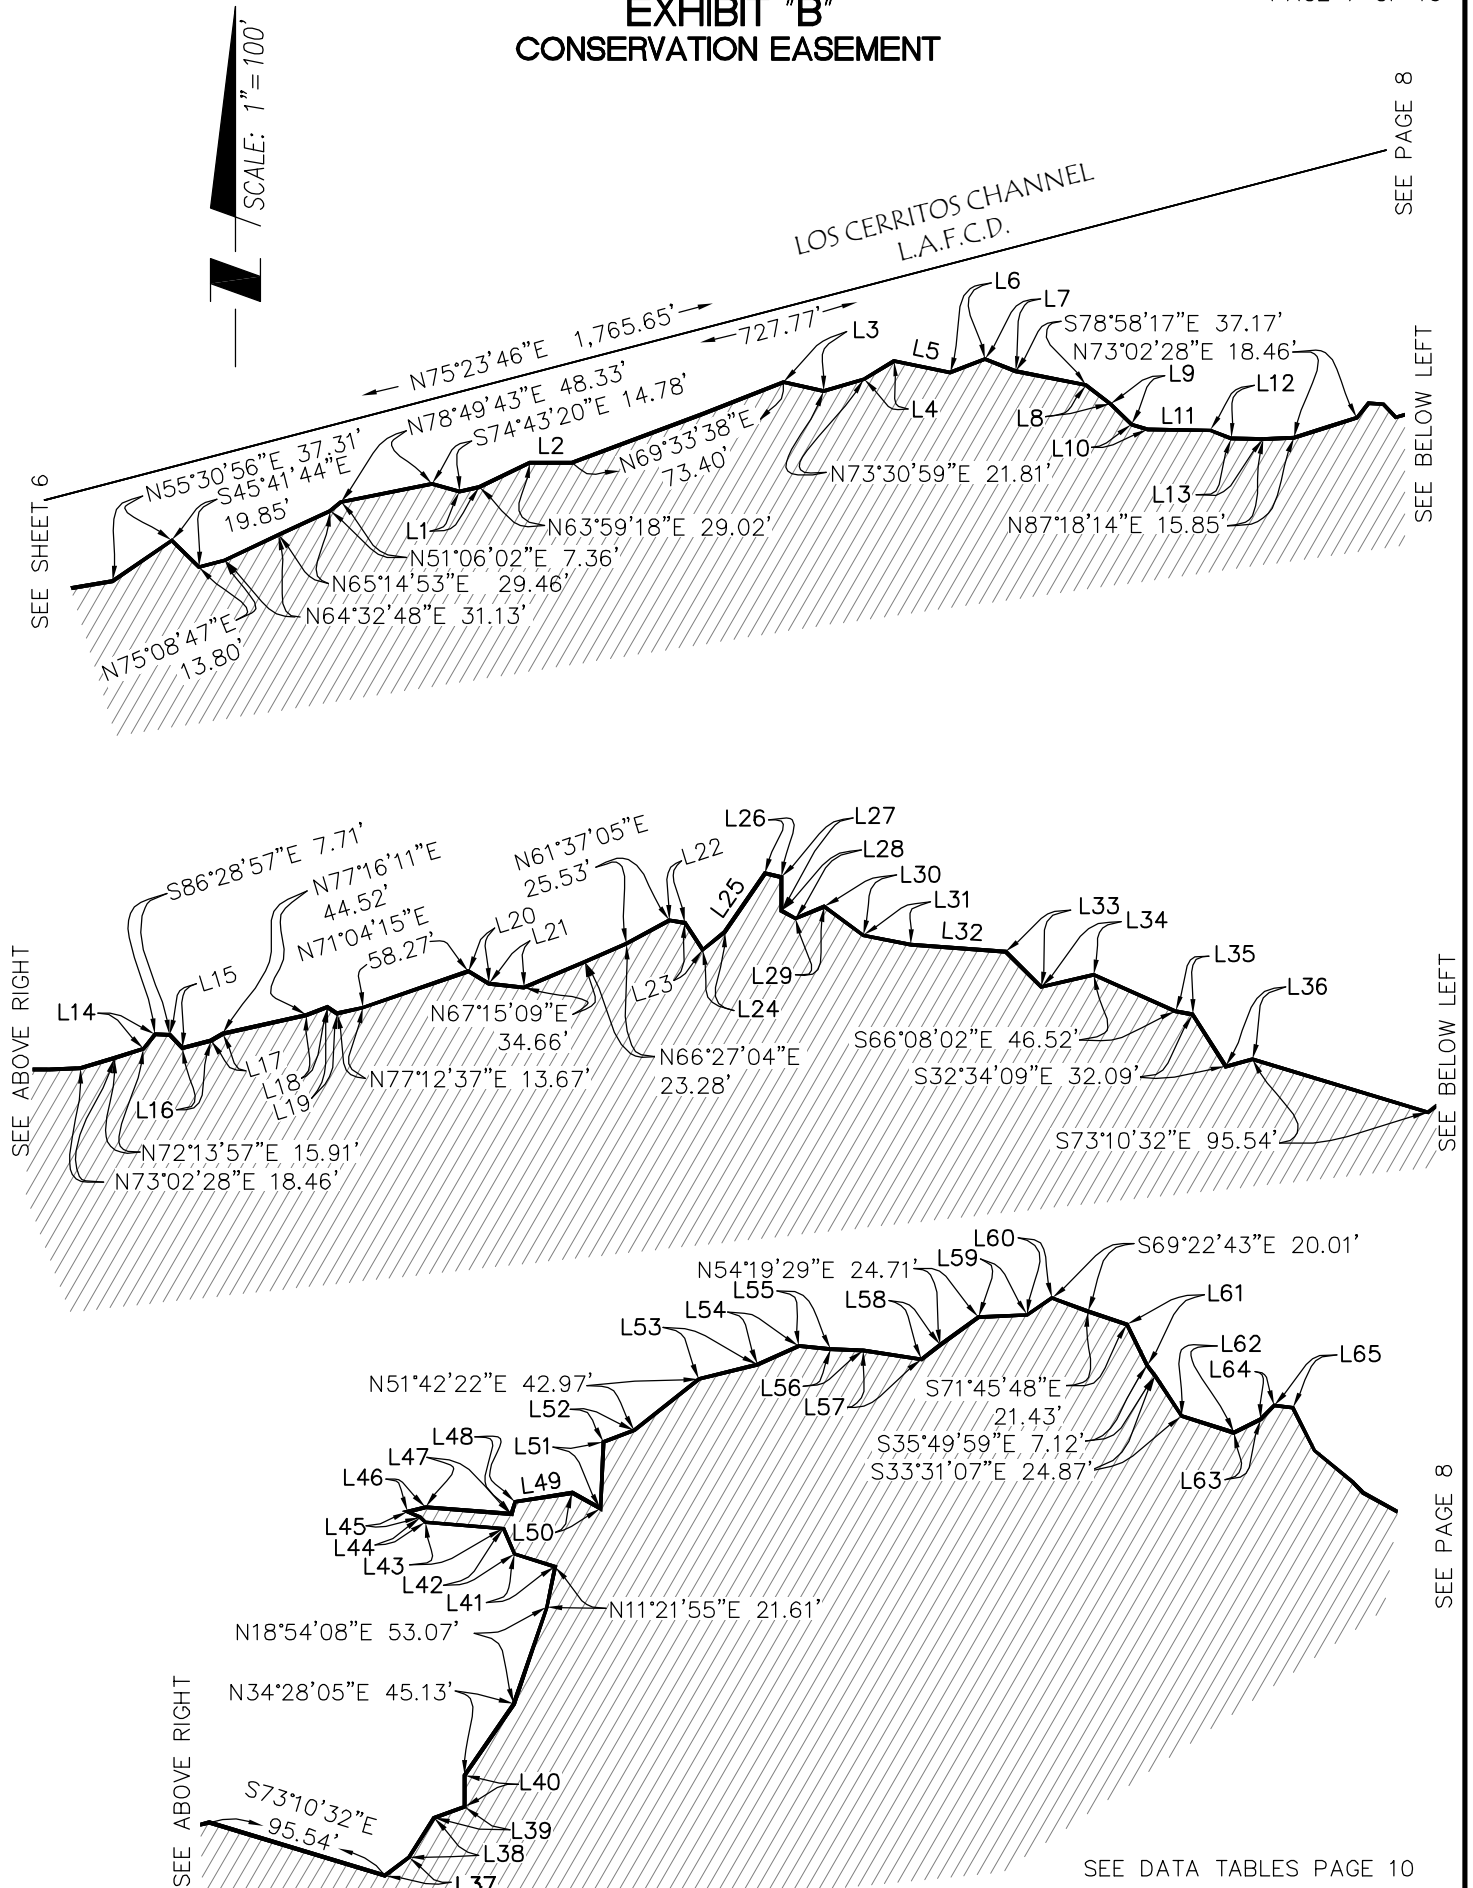 EXHIBIT "B"
CONSERVATION EASEMENT
SCALE: 1"=100'
SEE PAGE 8
LOS CERRITOS CHANNEL
L.A.F.C.D.
N75°23'46"E 1,765.65'
727.77'
L3
L5
L6
L7
S78°58'17"E 37.17'
N73°02'28"E 18.46'
L9
L12
L4
L8
L11
L10
L13
N87°18'14"E 15.85'
SEE BELOW LEFT
N78°49'43"E 48.33'
S74°43'20"E 14.78'
L2
N69°33'38"E
73.40'
N73°30'59"E 21.81'
N55°30'56"E 37.31'
S45°41'44"E
19.85'
L1
N63°59'18"E 29.02'
N51°06'02"E 7.36'
N65°14'53"E 29.46'
N64°32'48"E 31.13'
N75°08'47"E
13.80'
SEE SHEET 6
S86°28'57"E 7.71'
N77°16'11"E
44.52'
N71°04'15"E
58.27'
N61°37'05"E
25.53'
L22
L26
L27
L28
L25
L30
L31
L32
L33
L34
L35
L36
L20
L21
L15
L14
L17
L18
L19
L16
L23
L24
L29
N67°15'09"E
34.66'
N66°27'04"E
23.28'
N77°12'37"E 13.67'
N72°13'57"E 15.91'
N73°02'28"E 18.46'
S66°08'02"E 46.52'
S32°34'09"E 32.09'
S73°10'32"E 95.54'
SEE ABOVE RIGHT
SEE BELOW LEFT
L60
S69°22'43"E 20.01'
N54°19'29"E 24.71'
L59
L55
L58
L54
L53
L61
L62
L64
L65
N51°42'22"E 42.97'
L56
L57
S71°45'48"E
21.43'
S35°49'59"E 7.12'
S33°31'07"E 24.87'
L63
L52
L51
L48
L47
L49
L46
L45
L44
L43
L50
L42
L41
N11°21'55"E 21.61'
N18°54'08"E 53.07'
N34°28'05"E 45.13'
L40
L39
L38
L37
S73°10'32"E
95.54'
SEE ABOVE RIGHT
SEE PAGE 8
SEE DATA TABLES PAGE 10